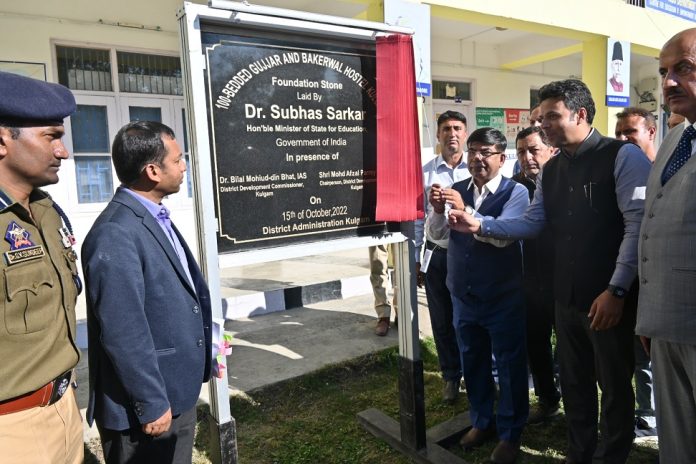 100-BEDDED GUJJAR AND BAKERWAL HOSTEL
Foundation Stone
Laid By
Dr. Subhas Sarkar
Hon'ble Minister of State for Education,
Government of India
In presence of
Dr. Bilal Mohiud-din Bhat, IAS
District Development Commissioner,
Kulgam
Shri Mohd Afzal
Chairperson, District
Kulgam
On
15th of October, 2022
District Administration Kulgam